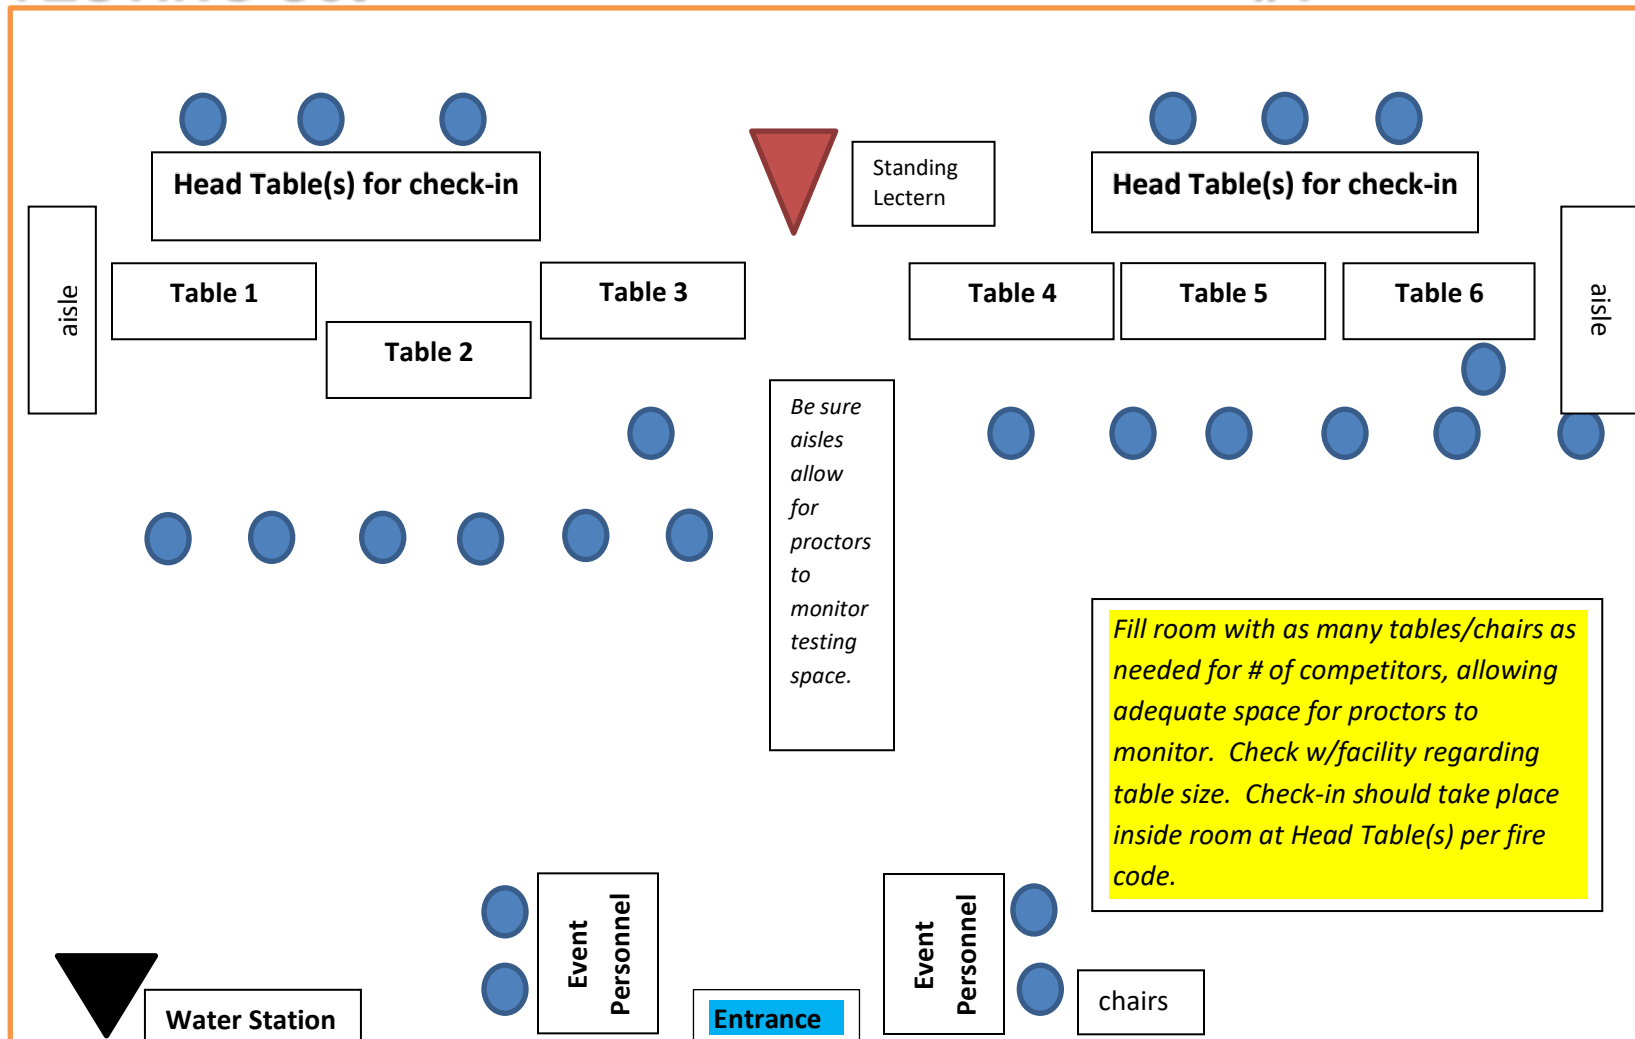 Head Table(s) for check-in
Standing
Lectern
Head Table(s) for check-in
aisle
Table 1
Table 2
Table 3
Table 4
Table 5
Table 6
aisle
Be sure
aisles
allow
for
proctors
to
monitor
testing
space.
Fill room with as many tables/chairs as
needed for # of competitors, allowing
adequate space for proctors to
monitor.  Check w/facility regarding
table size.  Check-in should take place
inside room at Head Table(s) per fire
code.
Event
Personnel
Event
Personnel
chairs
Water Station
Entrance